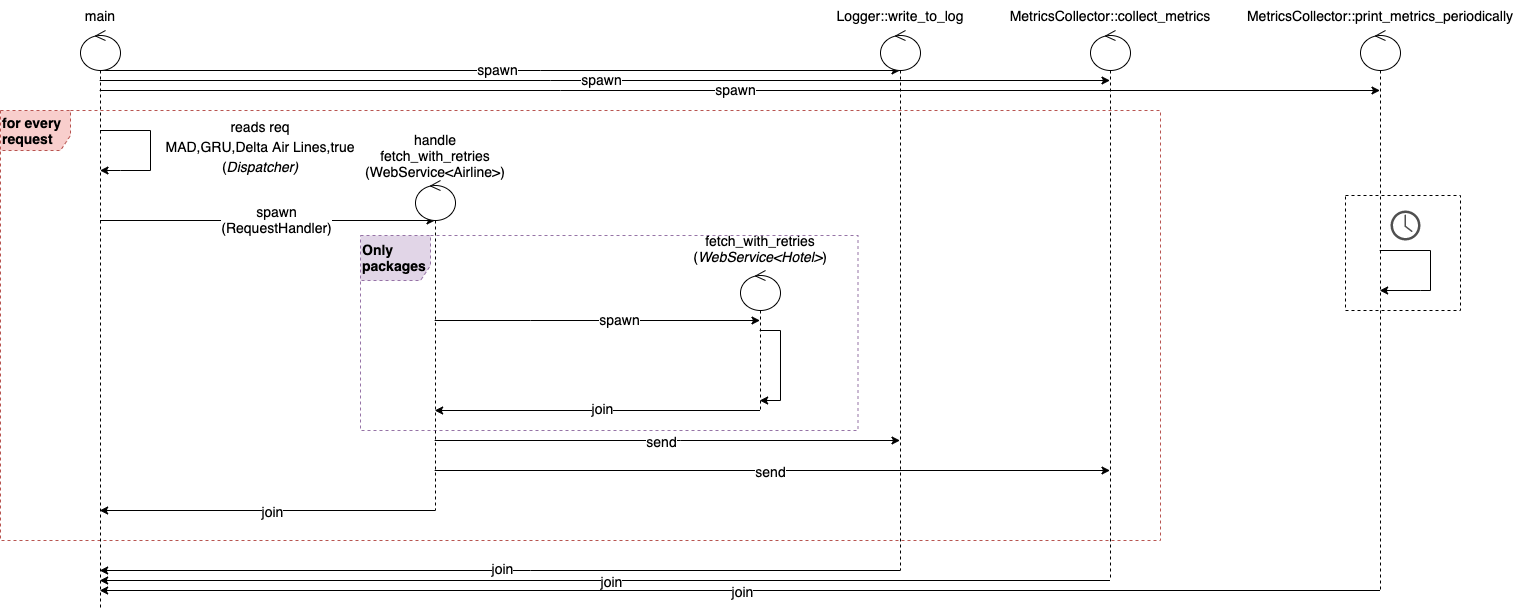 main
Logger::write_to_log
MetricsCollector::collect_metrics
MetricsCollector::print_metrics_periodically
spawn
spawn
spawn
for every
request
reads req
MAD,GRU,Delta Air Lines,true
(Dispatcher)
handle
fetch_with_retries
(WebService<Airline>)
spawn
(RequestHandler)
Only
packages
fetch_with_retries
(WebService<Hotel>)
spawn
join
send
send
join
join
join
join